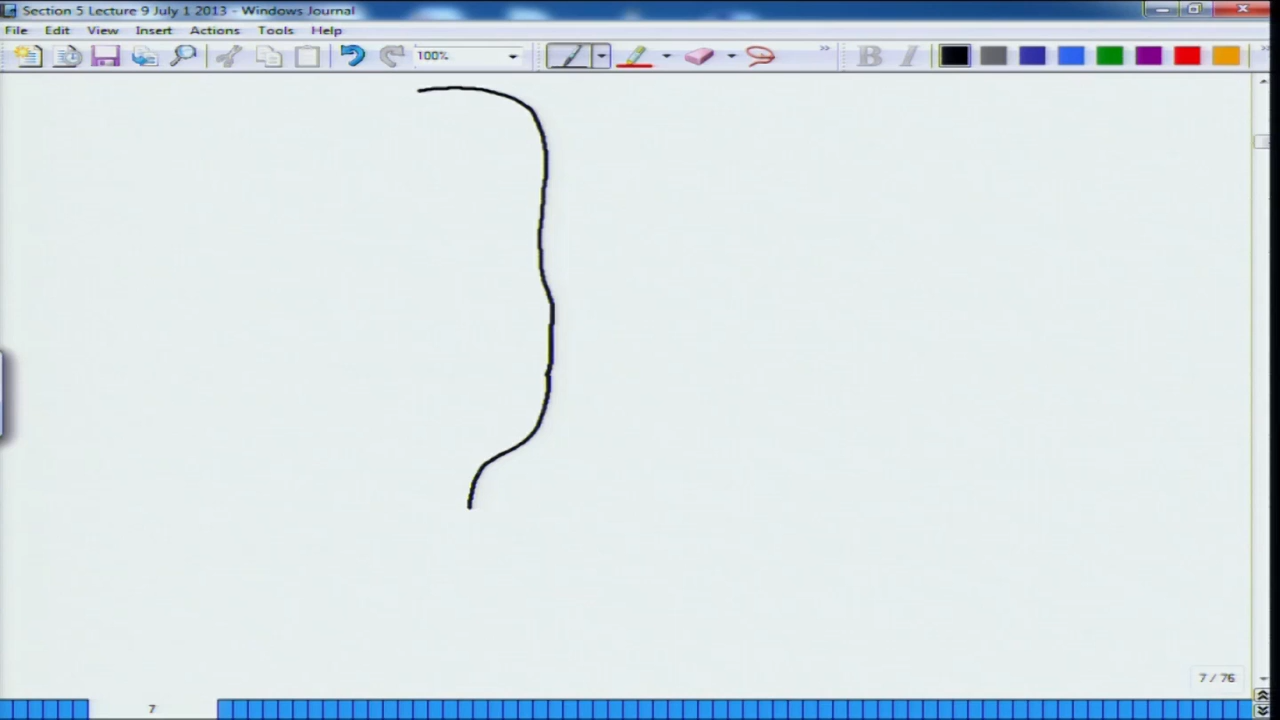 Section 5 Lecture 9 July 1 2013 - Windows Journal
File Edit View Insert Actions Tools Help
100% B I
7 / 76
7